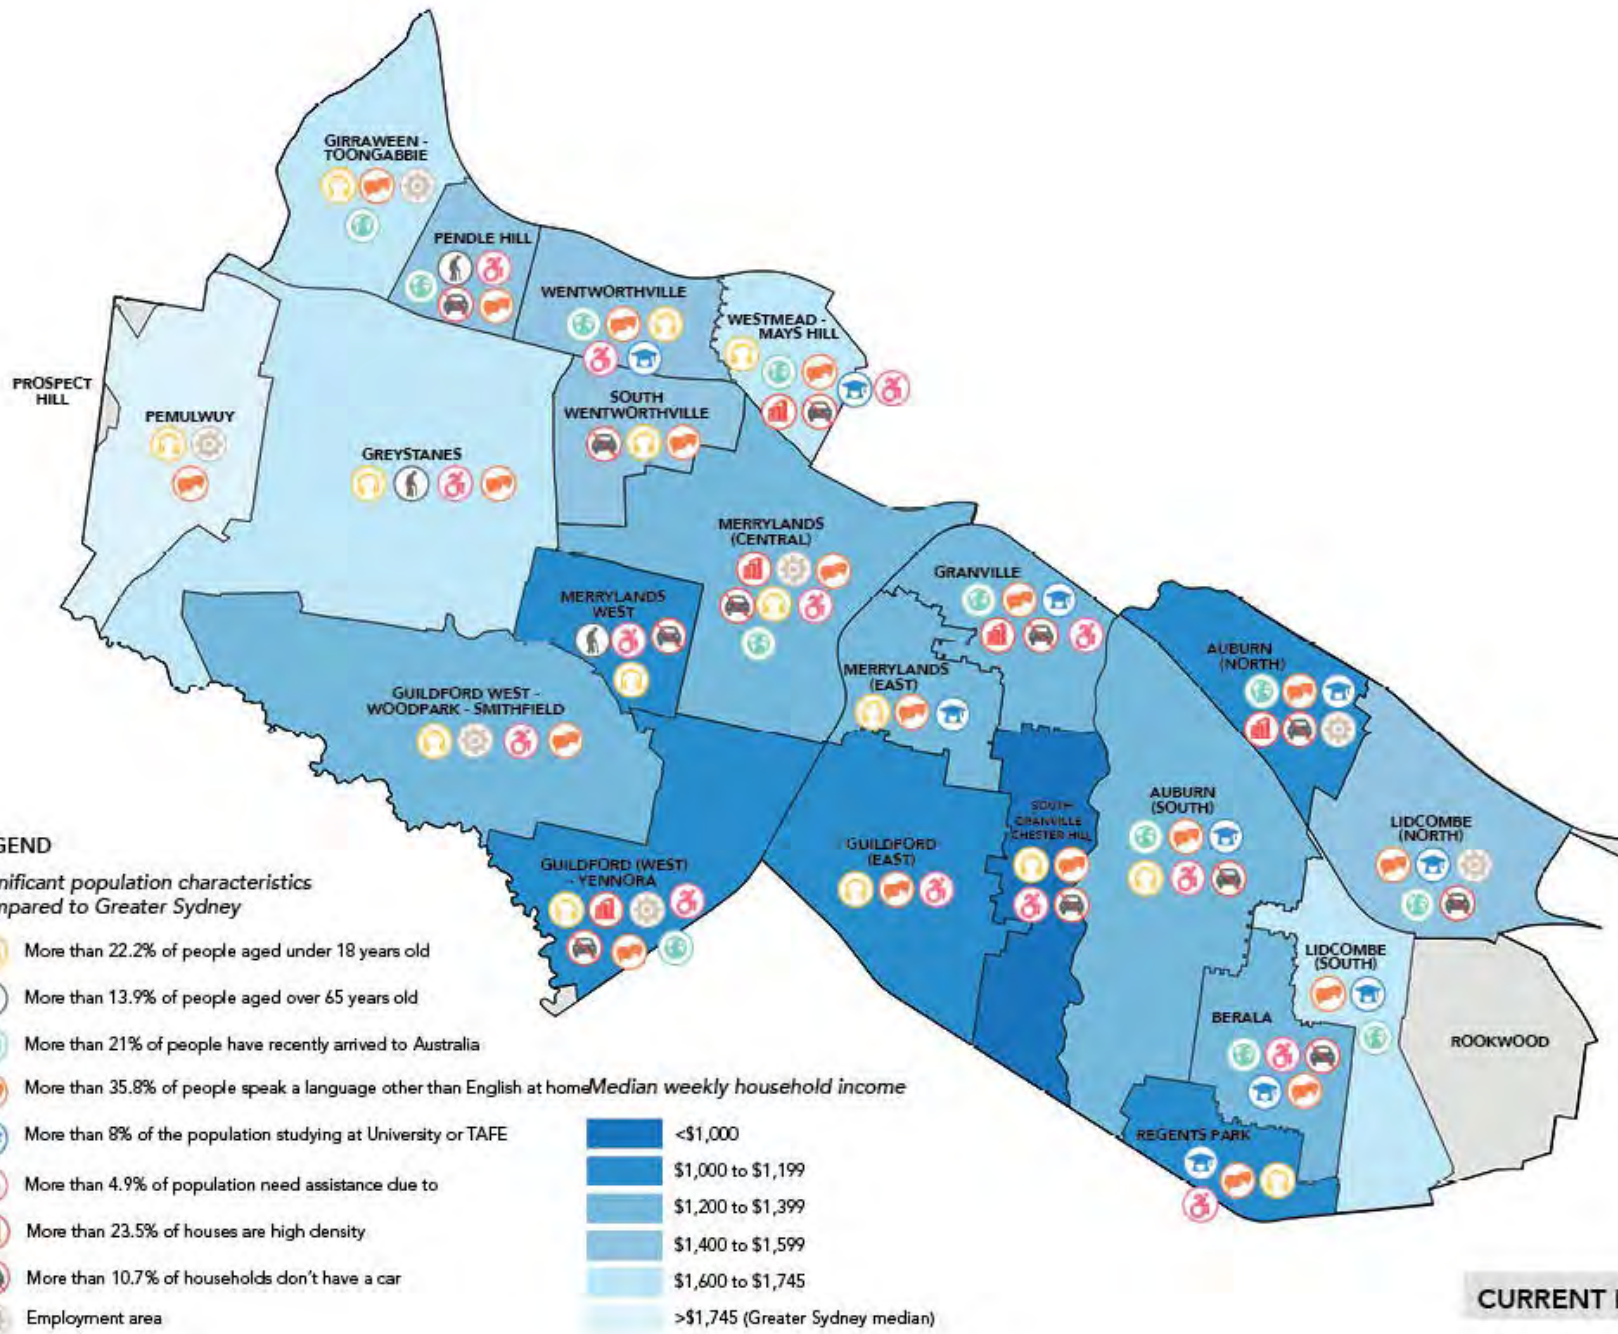 GIRRAWEEN -
TOONGABBIE
PENDLE HILL
WENTWORTHVILLE
WESTMEAD -
MAYS HILL
PROSPECT
HILL
PEMULWUY
GREYSTANES
SOUTH
WENTWORTHVILLE
MERRYLANDS
(CENTRAL)
GRANVILLE
MERRYLANDS
WEST
AUBURN
(NORTH)
MERRYLANDS
(EAST)
GUILDFORD WEST -
WOODPARK - SMITHFIELD
AUBURN
(SOUTH)
SOUTH
GRANVILLE
CHESTER HILL
LIDCOMBE
(NORTH)
GUILDFORD
(EAST)
GUILDFORD (WEST)
- YENNORA
LIDCOMBE
(SOUTH)
BERALA
ROOKWOOD
REGENTS PARK
GEND
nificant population characteristics
mpared to Greater Sydney
More than 22.2% of people aged under 18 years old
More than 13.9% of people aged over 65 years old
More than 21% of people have recently arrived to Australia
More than 35.8% of people speak a language other than English at home
More than 8% of the population studying at University or TAFE
More than 4.9% of population need assistance due to
More than 23.5% of houses are high density
More than 10.7% of households don't have a car
Employment area
Median weekly household income
<$1,000
$1,000 to $1,199
$1,200 to $1,399
$1,400 to $1,599
$1,600 to $1,745
>$1,745 (Greater Sydney median)
CURRENT